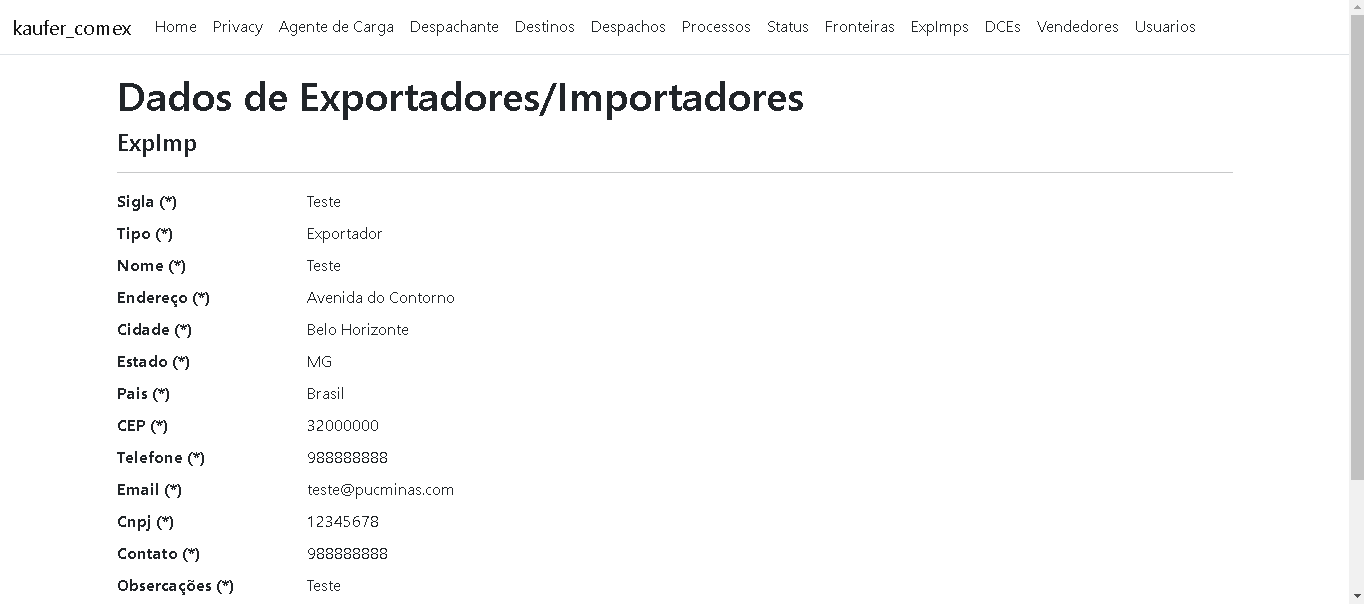 kaufer_comex Home Privacy Agente de Carga Despachante Destinos Despachos Processos Status Fronteiras ExpImps DCEs Vendedores Usuarios
Dados de Exportadores/Importadores
ExpImp
Sigla (*) Teste
Tipo (*) Exportador
Nome (*) Teste
Endereço (*) Avenida do Contorno
Cidade (*) Belo Horizonte
Estado (*) MG
Pais (*) Brasil
CEP (*) 32000000
Telefone (*) 988888888
Email (*) teste@pucminas.com
Cnpj (*) 12345678
Contato (*) 988888888
Obsercações (*) Teste